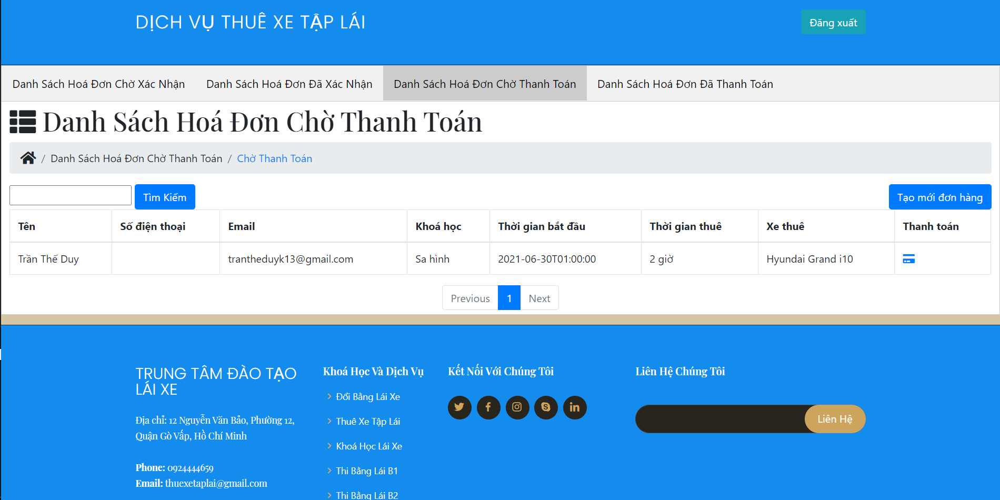 DỊCH VỤ THUÊ XE TẬP LÁI
Đăng xuất
Danh Sách Hoá Đơn Chờ Xác Nhận
Danh Sách Hoá Đơn Đã Xác Nhận
Danh Sách Hoá Đơn Chờ Thanh Toán
Danh Sách Hoá Đơn Đã Thanh Toán
Danh Sách Hoá Đơn Chờ Thanh Toán
/ Danh Sách Hoá Đơn Chờ Thanh Toán / Chờ Thanh Toán
Tìm Kiếm
Tạo mới đơn hàng
Tên Số điện thoại Email Khoá học Thời gian bắt đầu Thời gian thuê Xe thuê Thanh toán
Trần Thế Duy trantheduyk13@gmail.com Sa hình 2021-06-30T01:00:00 2 giờ Hyundai Grand i10
Previous 1 Next
TRUNG TÂM ĐÀO TẠO
LÁI XE
Địa chỉ: 12 Nguyễn Văn Bảo, Phường 12,
Quận Gò Vấp, Hồ Chí Minh
Phone: 0924444659
Email: thuexetaplai@gmail.com
Khoá Học Và Dịch Vụ
Đổi Bằng Lái Xe
Thuê Xe Tập Lái
Khoá Học Lái Xe
Thi Bằng Lái B1
Thi Bằng Lái B2
Kết Nối Với Chúng Tôi
Liên Hệ Chúng Tôi
Liên Hệ